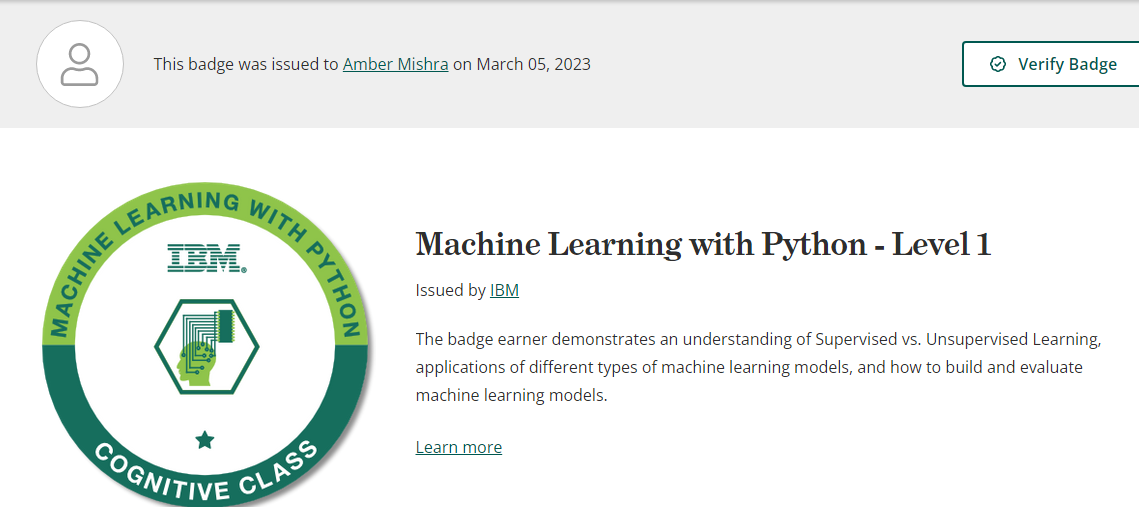 This badge was issued to Amber Mishra on March 05, 2023
Verify Badge
MACHINE LEARNING WITH PYTHON
IBM®
COGNITIVE CLASS
Machine Learning with Python - Level 1
Issued by IBM
The badge earner demonstrates an understanding of Supervised vs. Unsupervised Learning,
applications of different types of machine learning models, and how to build and evaluate
machine learning models.
Learn more